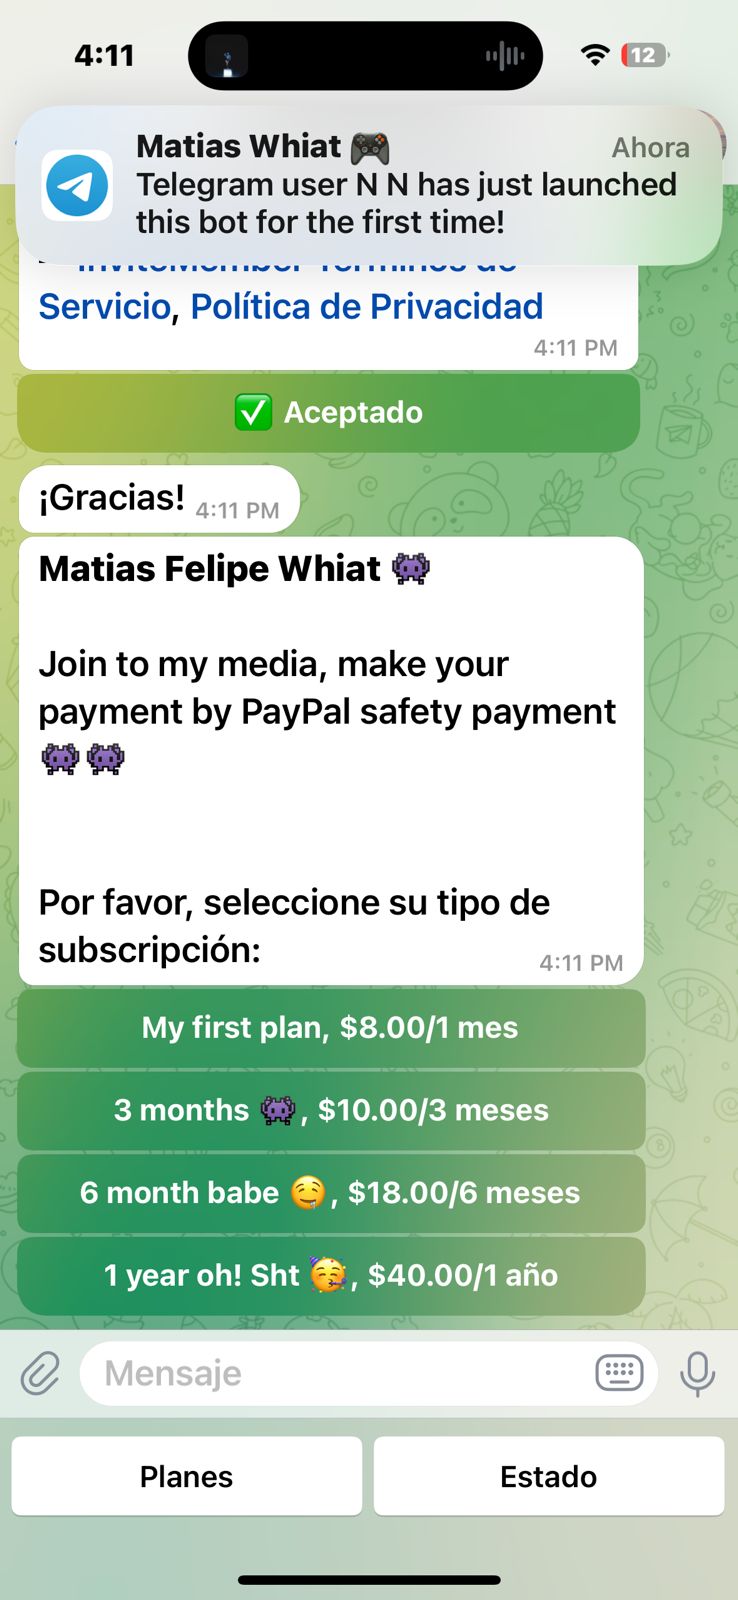 4:11
12
Matias Whiat 🎮
Ahora
Telegram user N N has just launched
this bot for the first time!
InviteMember Términos de
Servicio, Política de Privacidad
4:11 PM
✅ Aceptado
¡Gracias! 4:11 PM
Matias Felipe Whiat 👾
Join to my media, make your
payment by PayPal safety payment
👾👾
Por favor, seleccione su tipo de
subscripción:
4:11 PM
My first plan, $8.00/1 mes
3 months 👾, $10.00/3 meses
6 month babe 🤤, $18.00/6 meses
1 year oh! Sht 🥳, $40.00/1 año
Mensaje
Planes
Estado